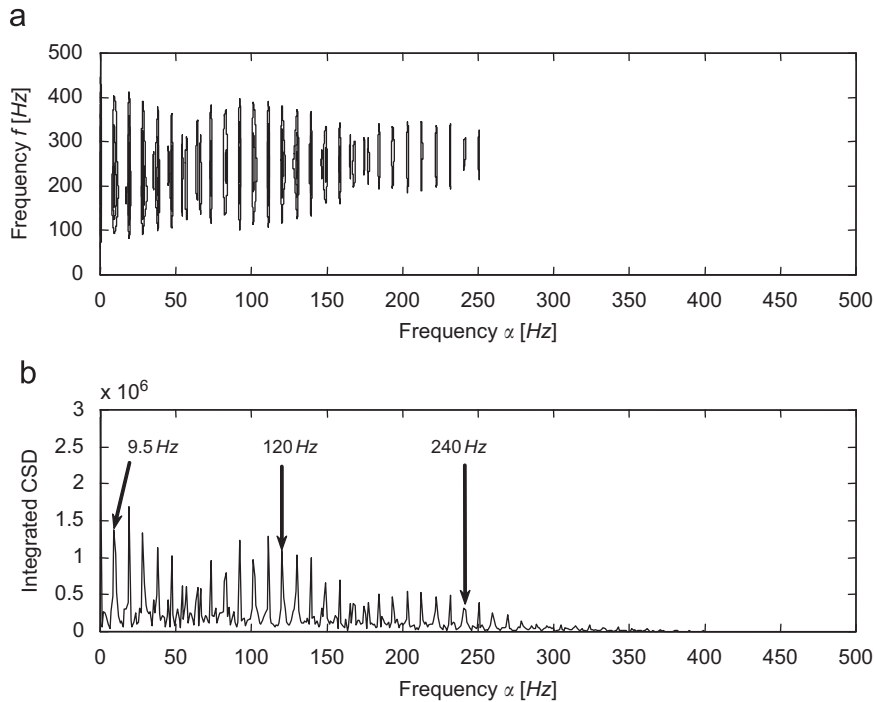 a
500
400
300
200
100
0
Frequency f [Hz]
0 50 100 150 200 250 300 350 400 450 500
Frequency α [Hz]
b
x 10⁶
3
2.5
2
1.5
1
0.5
0
Integrated CSD
9.5 Hz 120 Hz 240 Hz
0 50 100 150 200 250 300 350 400 450 500
Frequency α [Hz]